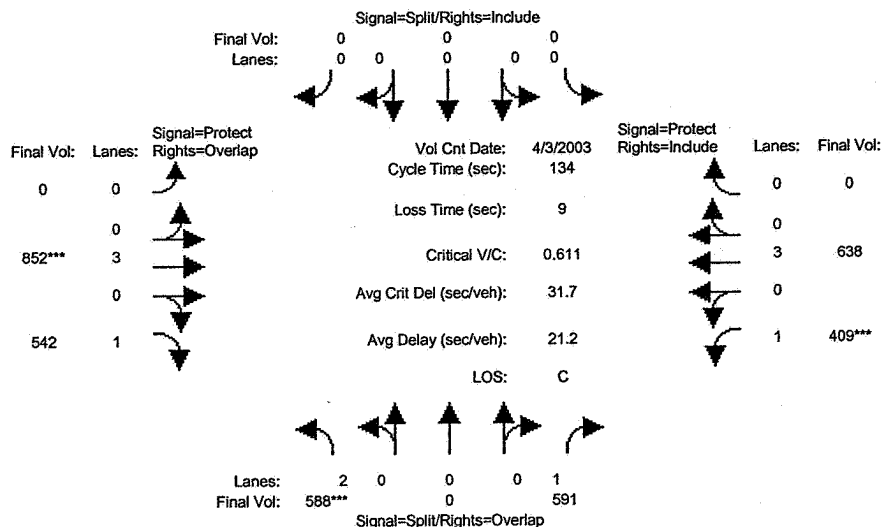 Signal=Split/Rights=Include
Final Vol: 0 0 0
Lanes: 0 0 0 0 0
Signal=Protect
Final Vol: Lanes: Rights=Overlap
Vol Cnt Date: 4/3/2003
Signal=Protect
Rights=Include Lanes: Final Vol:
Cycle Time (sec): 134
0 0
0 0
Loss Time (sec): 9
0
0
852*** 3
Critical V/C: 0.611
3 638
0
Avg Crit Del (sec/veh): 31.7
0
542 1
Avg Delay (sec/veh): 21.2
1 409***
LOS: C
Lanes: 2 0 0 0 1
Final Vol: 588*** 0 591
Signal=Split/Rights=Overlap